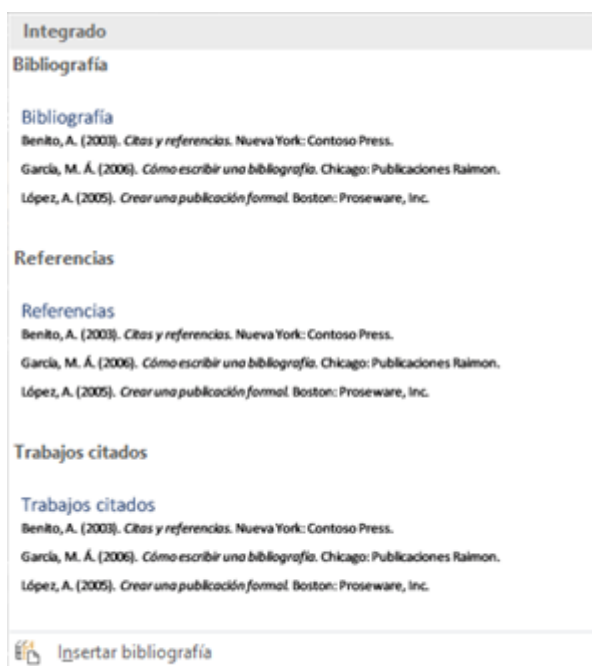 Integrado
Bibliografía
Bibliografía
Benito, A. (2003). Citas y referencias. Nueva York: Contoso Press.
García, M. Á. (2006). Cómo escribir una bibliografía. Chicago: Publicaciones Raimon.
López, A. (2005). Crear una publicación formal. Boston: Proseware, Inc.
Referencias
Referencias
Benito, A. (2003). Citas y referencias. Nueva York: Contoso Press.
García, M. Á. (2006). Cómo escribir una bibliografía. Chicago: Publicaciones Raimon.
López, A. (2005). Crear una publicación formal. Boston: Proseware, Inc.
Trabajos citados
Trabajos citados
Benito, A. (2003). Citas y referencias. Nueva York: Contoso Press.
García, M. Á. (2006). Cómo escribir una bibliografía. Chicago: Publicaciones Raimon.
López, A. (2005). Crear una publicación formal. Boston: Proseware, Inc.
Insertar bibliografía